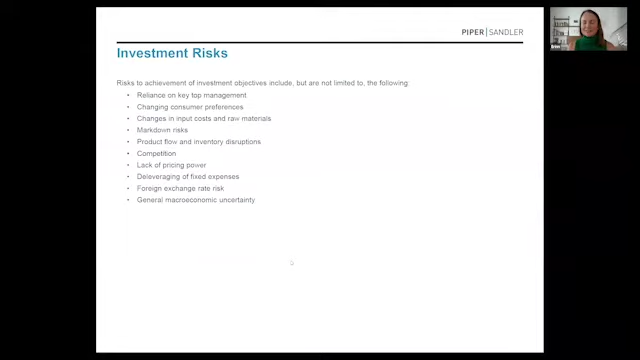 PIPER | SANDLER
Investment Risks
Risks to achievement of investment objectives include, but are not limited to, the following:
• Reliance on key top management
• Changing consumer preferences
• Changes in input costs and raw materials
• Markdown risks
• Product flow and inventory disruptions
• Competition
• Lack of pricing power
• Deleveraging of fixed expenses
• Foreign exchange rate risk
• General macroeconomic uncertainty